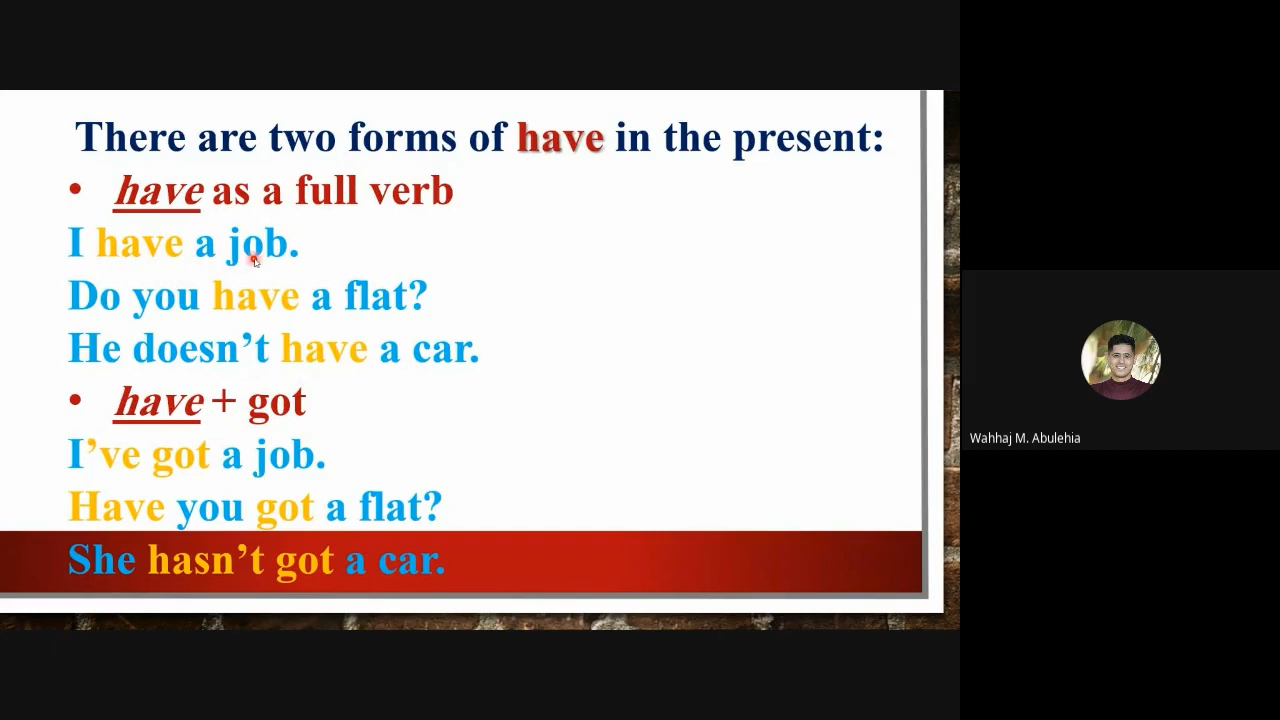 There are two forms of have in the present:
• have as a full verb
I have a job.
Do you have a flat?
He doesn’t have a car.
• have + got
I’ve got a job.
Have you got a flat?
She hasn’t got a car.
Wahhaj M. Abulehia